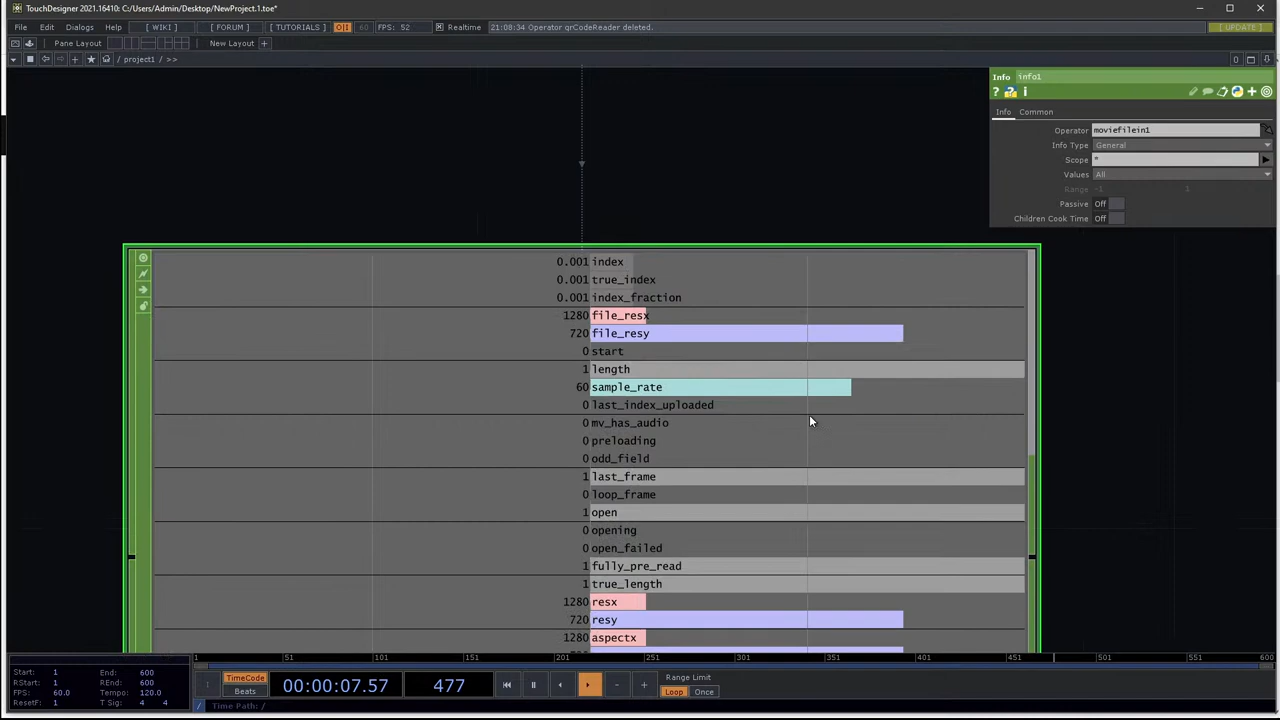 TouchDesigner 2021.16410: C:/Users/Admin/Desktop/NewProject.1.toe*
File Edit Dialogs Help [ WIKI ] [ FORUM ] [ TUTORIALS ] O|I 60 FPS: 52 Realtime 21:08:34 Operator qrCodeReader deleted. [ UPDATE ]
Pane Layout New Layout +
/ project1 / >>
Info info1
Info Common
Operator moviefilein1
Info Type General
Scope *
Values All
Range -1
Passive Off
Children Cook Time Off
0.001 index
0.001 true_index
0.001 index_fraction
1280 file_resx
720 file_resy
0 start
1 length
60 sample_rate
0 last_index_uploaded
0 mv_has_audio
0 preloading
0 odd_field
1 last_frame
0 loop_frame
1 open
0 opening
0 open_failed
1 fully_pre_read
1 true_length
1280 resx
720 resy
1280 aspectx
1 51 101 151 201 251 301 351 401 451 501 551 600
Start: 1 End: 600
RStart: 1 REnd: 600
FPS: 60.0 Tempo: 120.0
ResetF: 1 T Sig: 4 4
TimeCode
Beats
00:00:07.57 477
Range Limit
Loop Once
/ Time Path: /